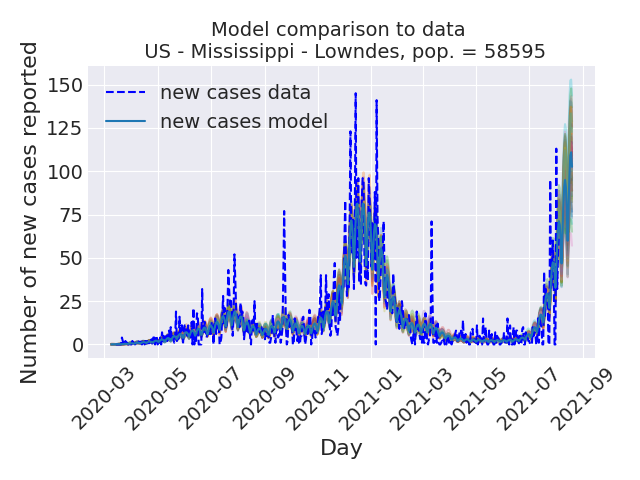 Model comparison to data
US - Mississippi - Lowndes, pop. = 58595
new cases data
new cases model
Number of new cases reported
150
125
100
75
50
25
0
2020-03
2020-05
2020-07
2020-09
2020-11
2021-01
2021-03
2021-05
2021-07
2021-09
Day